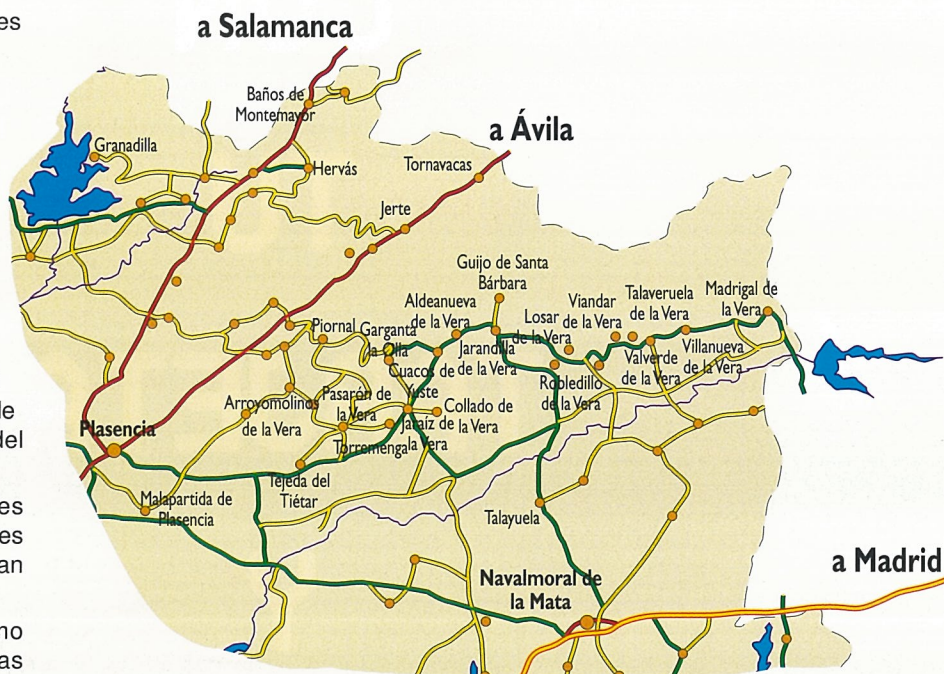 es
a Salamanca
Baños de
Montemayor
a Ávila
Granadilla
Hervás
Tornavacas
Jerte
Guijo de Santa
Bárbara
Aldeanueva
de la Vera
Losar
de la Vera
Viandar
de la Vera
Talaveruela
de la Vera
Madrigal de
la Vera
Piornal
Garganta
la Olla
Jarandilla
de la Vera
Cuacos de
Yuste
Valverde
de la Vera
Villanueva
de la Vera
Robledillo
de la Vera
Pasarón de
la Vera
Arroyomolinos
de la Vera
Collado de
la Vera
Jaraíz de
la Vera
de
del
Plasencia
Torremenga
Tejeda del
Tiétar
Malapartida de
Plasencia
es
es
an
Talayuela
a Madrid
Navalmoral de
la Mata
no
as